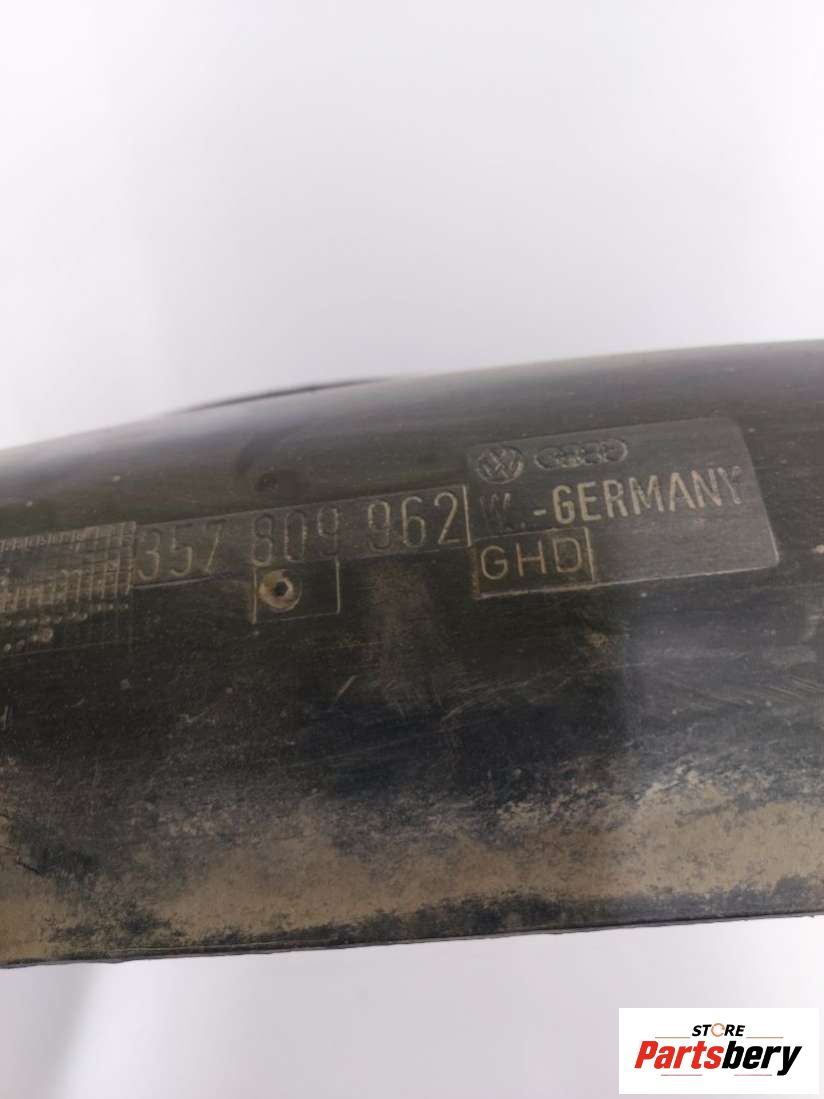 357 809 962
W.-GERMANY
GHD
STORE
Partsbery